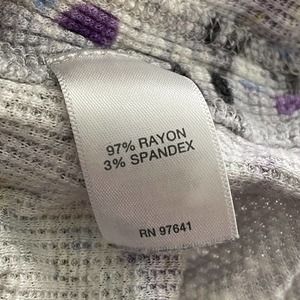 97% RAYON
3% SPANDEX
RN 97641